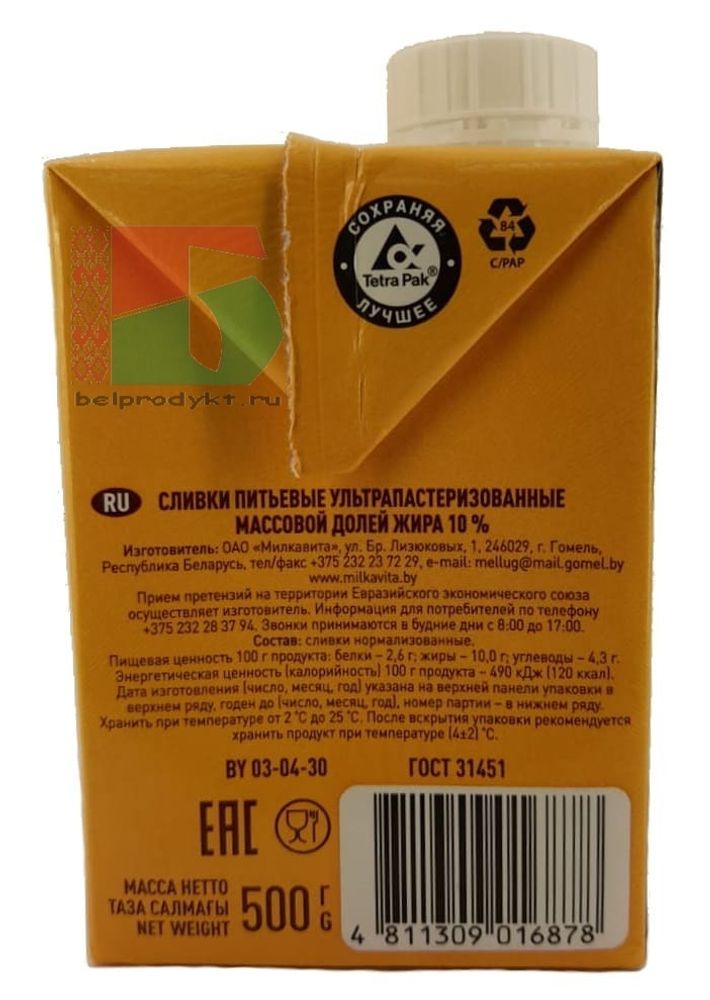 СОХРАНЯЯ
Tetra Pak®
ЛУЧШЕЕ
84
C/PAP
belprodykt.ru
RU СЛИВКИ ПИТЬЕВЫЕ УЛЬТРАПАСТЕРИЗОВАННЫЕ
МАССОВОЙ ДОЛЕЙ ЖИРА 10 %
Изготовитель: ОАО «Милкавита», ул. Бр. Лизюковых, 1, 246029, г. Гомель,
Республика Беларусь, тел/факс +375 232 23 72 29, e-mail: mellug@mail.gomel.by
www.milkavita.by
Прием претензий на территории Евразийского экономического союза
осуществляет изготовитель. Информация для потребителей по телефону
+375 232 28 37 94. Звонки принимаются в будние дни с 8:00 до 17:00.
Состав: сливки нормализованные.
Пищевая ценность 100 г продукта: белки – 2,6 г; жиры – 10,0 г; углеводы – 4,3 г.
Энергетическая ценность (калорийность) 100 г продукта – 490 кДж (120 ккал).
Дата изготовления (число, месяц, год) указана на верхней панели упаковки в
верхнем ряду, годен до (число, месяц, год), номер партии – в нижнем ряду.
Хранить при температуре от 2 °C до 25 °C. После вскрытия упаковки рекомендуется
хранить продукт при температуре (4±2) °C.
BY 03-04-30 ГОСТ 31451
EAC
МАССА НЕТТО
ТАЗА САЛМАҒЫ
NET WEIGHT
500 Г
G
4 811309 016878